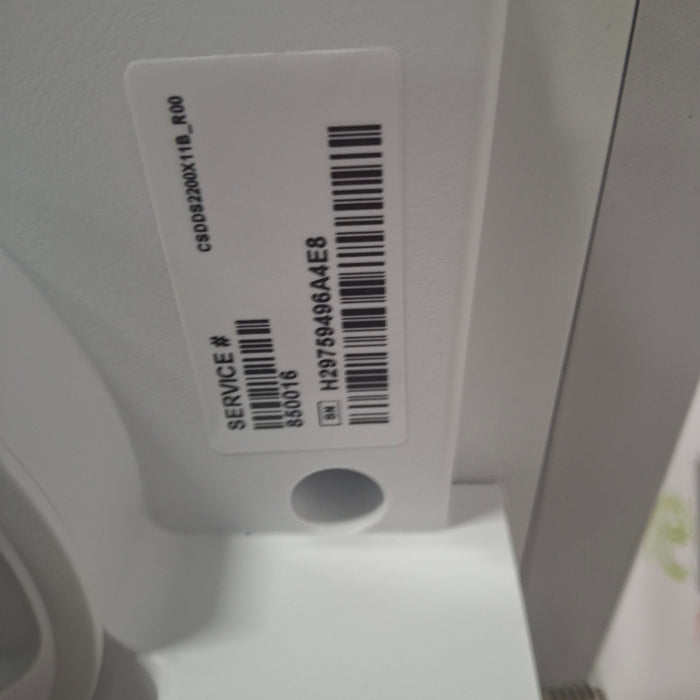 CSDDS2200X11B_R00
SERVICE #
850016
SN H29759496A4E8